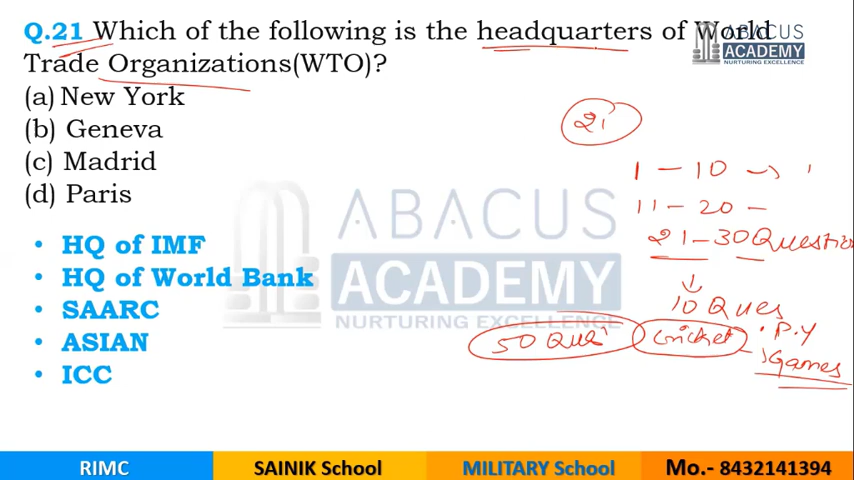 Q.21 Which of the following is the headquarters of World
Trade Organizations(WTO)?
(a) New York
(b) Geneva
(c) Madrid
(d) Paris
• HQ of IMF
• HQ of World Bank
• SAARC
• ASIAN
• ICC
ABACUS
ACADEMY
NURTURING EXCELLENCE
21
1 - 10 → 1
11 - 20 -
21 - 30 Question
↓
10 Ques
50 Ques Cricket • P.Y
Games
ABACUS
ACADEMY
NURTURING EXCELLENCE
RIMC SAINIK School MILITARY School Mo.- 8432141394